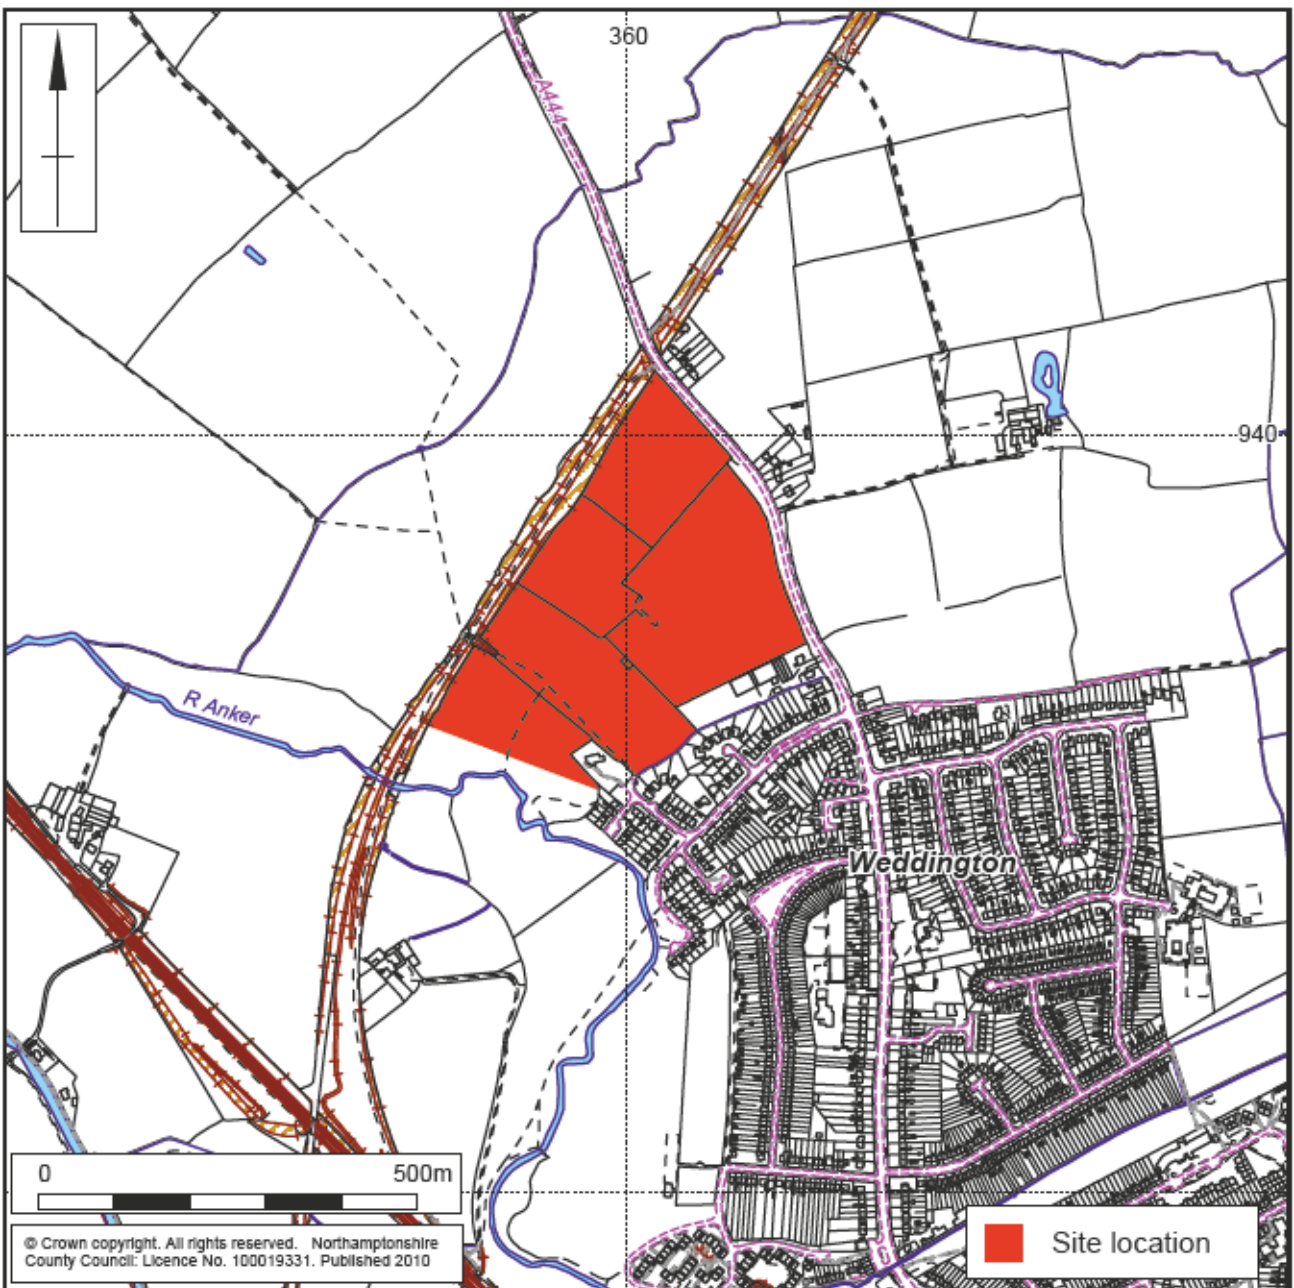 360
A444
940
R Anker
Weddington
0 500m
© Crown copyright. All rights reserved. Northamptonshire
County Council: Licence No. 100019331. Published 2010
Site location